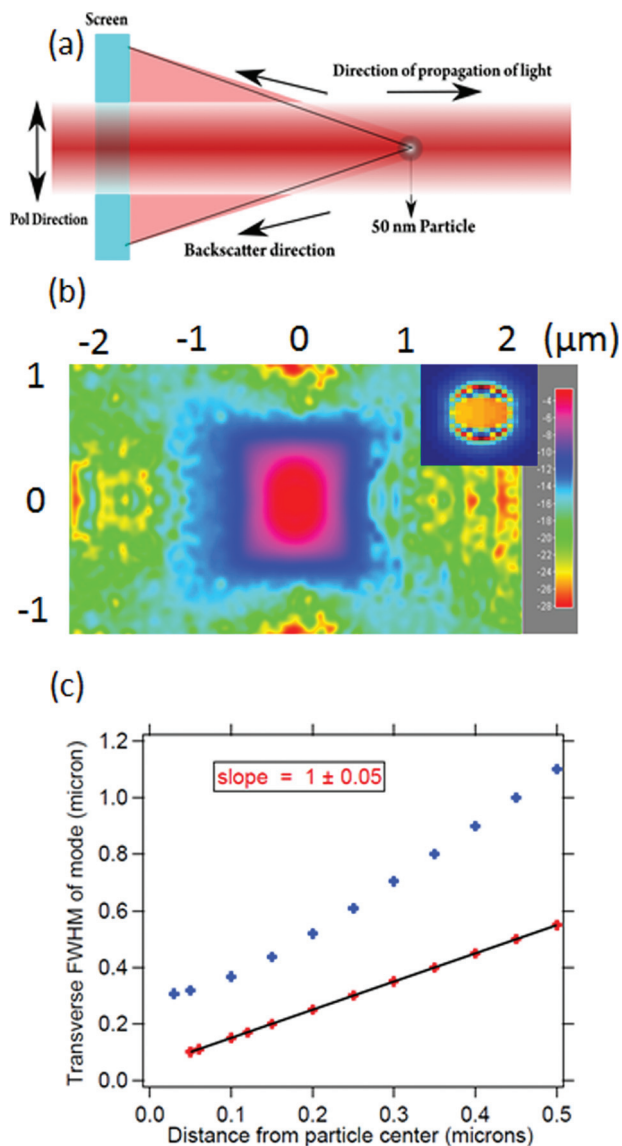 (a)
Screen
Direction of propagation of light
Pol Direction
Backscatter direction
50 nm Particle
(b)
-2 -1 0 1 2 (μm)
1
0
-1
-4
-6
-8
-10
-12
-14
-16
-18
-20
-22
-24
-26
-28
(c)
slope = 1 ± 0.05
Transverse FWHM of mode (micron)
1.2
1.0
0.8
0.6
0.4
0.2
0.0
0.0 0.1 0.2 0.3 0.4 0.5
Distance from particle center (microns)